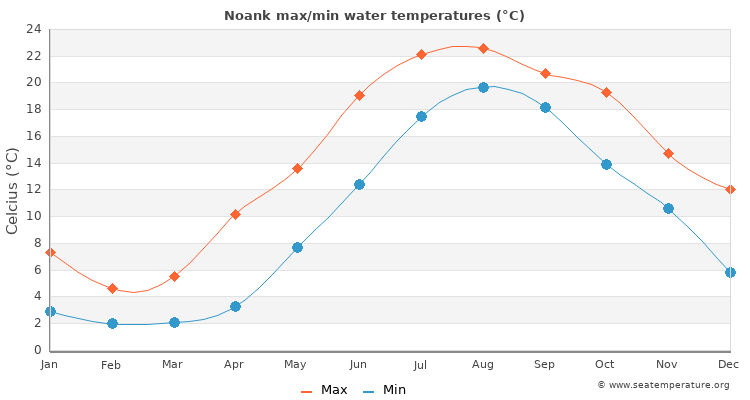 Noank max/min water temperatures (°C)
24
22
20
18
16
14
12
10
8
6
4
2
0
Celcius (°C)
Jan Feb Mar Apr May Jun Jul Aug Sep Oct Nov Dec
Max Min
© www.seatemperature.org